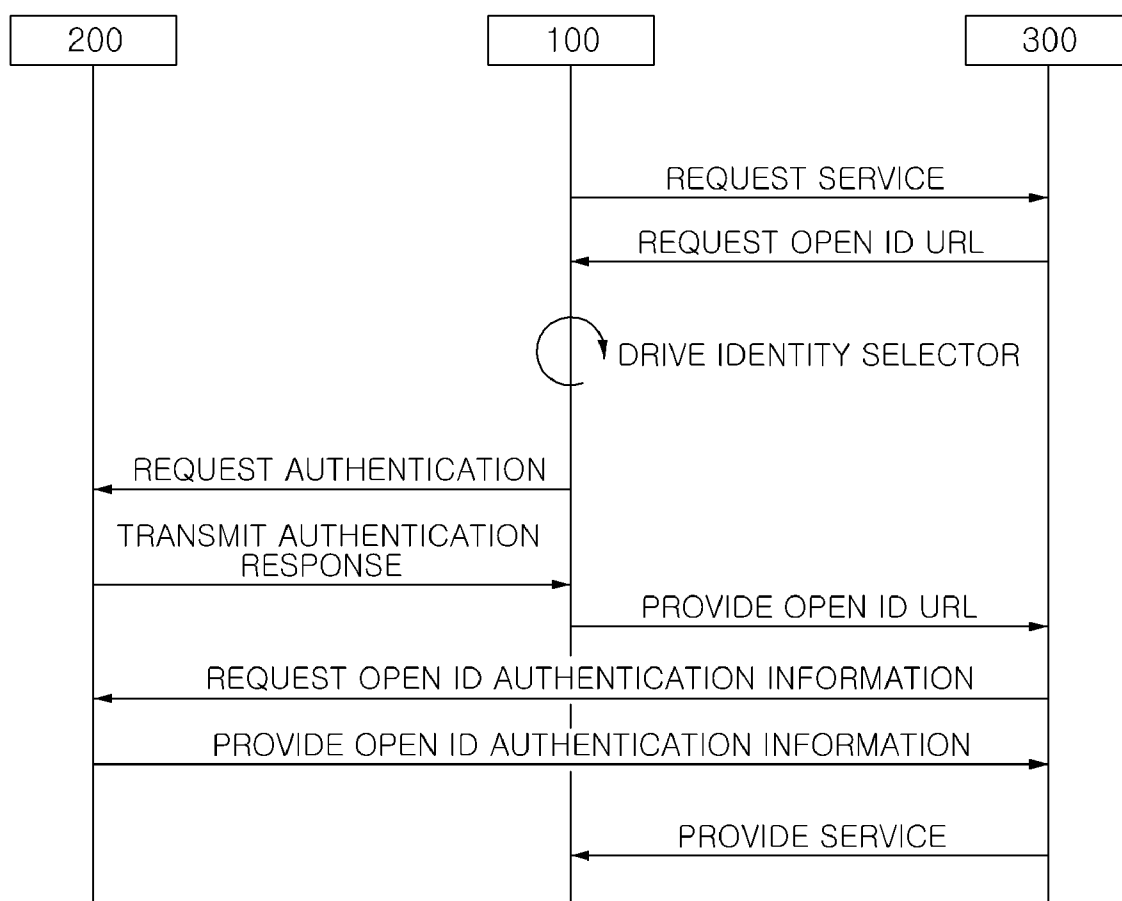 200
100
300
REQUEST SERVICE
REQUEST OPEN ID URL
DRIVE IDENTITY SELECTOR
REQUEST AUTHENTICATION
TRANSMIT AUTHENTICATION
RESPONSE
PROVIDE OPEN ID URL
REQUEST OPEN ID AUTHENTICATION INFORMATION
PROVIDE OPEN ID AUTHENTICATION INFORMATION
PROVIDE SERVICE